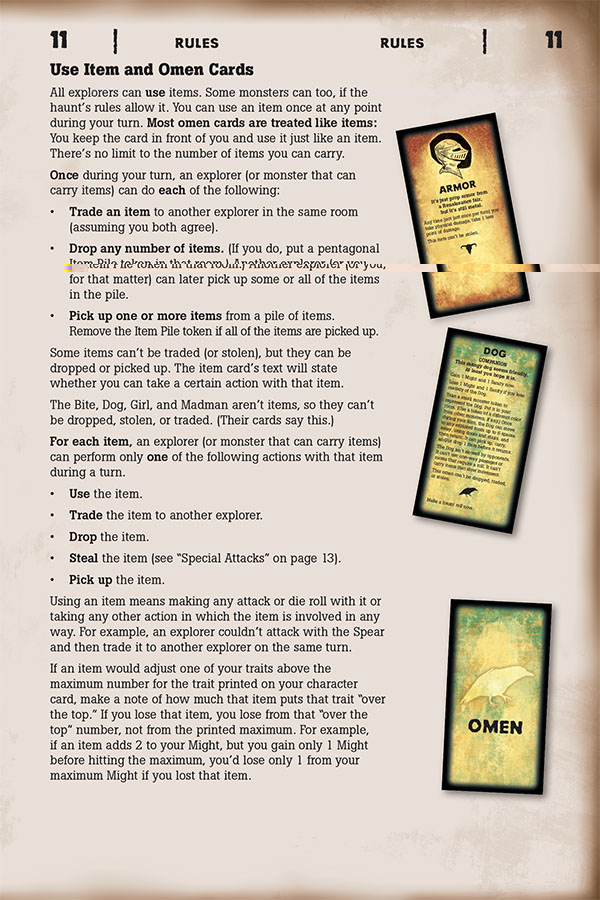 11 RULES RULES 11
Use Item and Omen Cards
All explorers can use items. Some monsters can too, if the
haunt's rules allow it. You can use an item once at any point
during your turn. Most omen cards are treated like items:
You keep the card in front of you and use it just like an item.
There's no limit to the number of items you can carry.
Once during your turn, an explorer (or monster that can
carry items) can do each of the following:
• Trade an item to another explorer in the same room
(assuming you both agree).
• Drop any number of items. (If you do, put a pentagonal
for that matter) can later pick up some or all of the items
in the pile.
• Pick up one or more items from a pile of items.
Remove the Item Pile token if all of the items are picked up.
Some items can't be traded (or stolen), but they can be
dropped or picked up. The item card's text will state
whether you can take a certain action with that item.
The Bite, Dog, Girl, and Madman aren't items, so they can't
be dropped, stolen, or traded. (Their cards say this.)
For each item, an explorer (or monster that can carry items)
can perform only one of the following actions with that item
during a turn.
• Use the item.
• Trade the item to another explorer.
• Drop the item.
• Steal the item (see "Special Attacks" on page 13).
• Pick up the item.
Using an item means making any attack or die roll with it or
taking any other action in which the item is involved in any
way. For example, an explorer couldn't attack with the Spear
and then trade it to another explorer on the same turn.
If an item would adjust one of your traits above the
maximum number for the trait printed on your character
card, make a note of how much that item puts that trait "over
the top." If you lose that item, you lose from that "over the
top" number, not from the printed maximum. For example,
if an item adds 2 to your Might, but you gain only 1 Might
before hitting the maximum, you'd lose only 1 from your
maximum Might if you lost that item.
ARMOR
It's just prop armor from
a Renaissance fair,
but it's still metal.
Any time (not just once per turn) you
take physical damage, take 1 less
point of damage.
This item can't be stolen.
DOG
COMPANION
This mangy dog seems friendly.
At least you hope it is.
Gain 1 Might and 1 Sanity now.
Lose 1 Might and 1 Sanity if you lose
custody of the Dog.
Make a haunt roll now.
OMEN